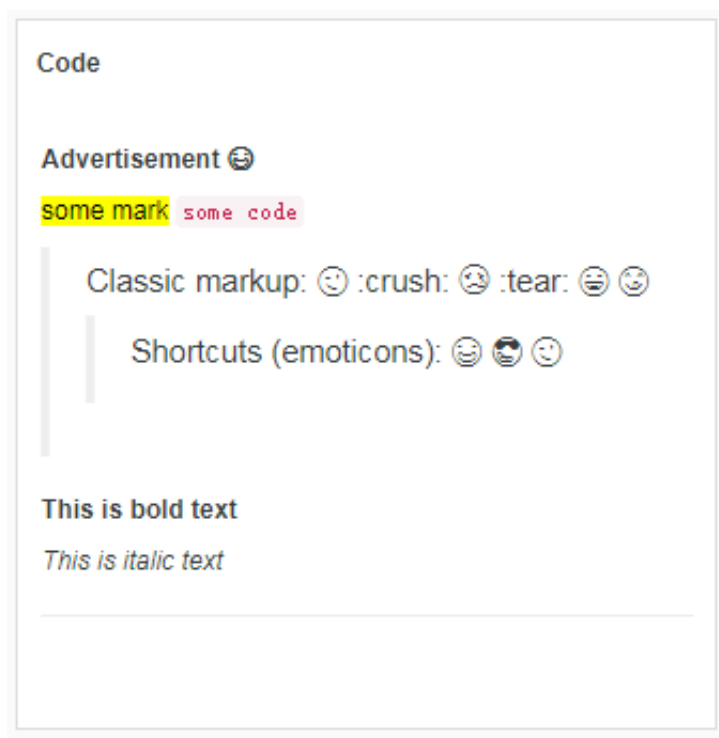 Code
Advertisement 😃
some mark some code
Classic markup: 😉 :crush: 😢 :tear: 😆 😋
Shortcuts (emoticons): 😃 😎 😉
This is bold text
This is italic text